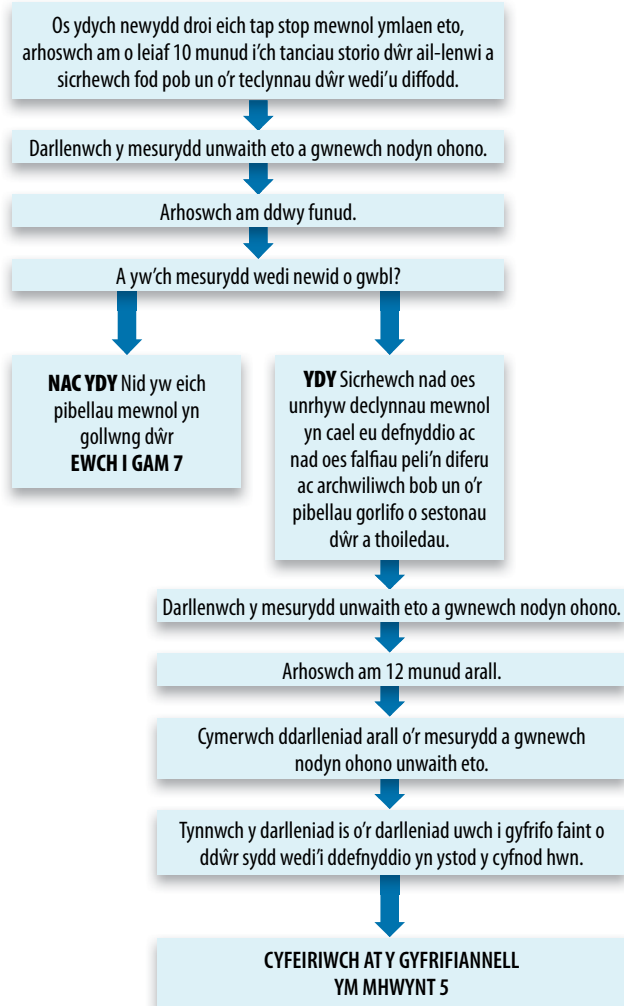 Os ydych newydd droi eich tap stop mewnol ymlaen eto,
arhoswch am o leiaf 10 munud i'ch tanciau storio dŵr ail-lenwi a
sicrhewch fod pob un o'r teclynnau dŵr wedi'u diffodd.
Darllenwch y mesurydd unwaith eto a gwnewch nodyn ohono.
Arhoswch am ddwy funud.
A yw'ch mesurydd wedi newid o gwbl?
NAC YDY Nid yw eich
pibellau mewnol yn
gollwng dŵr
EWCH I GAM 7
YDY Sicrhewch nad oes
unrhyw declynnau mewnol
yn cael eu defnyddio ac
nad oes falfiau peli'n diferu
ac archwiliwch bob un o'r
pibellau gorlifo o sestonau
dŵr a thoiledau.
Darllenwch y mesurydd unwaith eto a gwnewch nodyn ohono.
Arhoswch am 12 munud arall.
Cymerwch ddarlleniad arall o'r mesurydd a gwnewch
nodyn ohono unwaith eto.
Tynnwch y darlleniad is o'r darlleniad uwch i gyfrifo faint o
ddŵr sydd wedi'i ddefnyddio yn ystod y cyfnod hwn.
CYFEIRIWCH AT Y GYFRIFIANNELL
YM MHWYNT 5